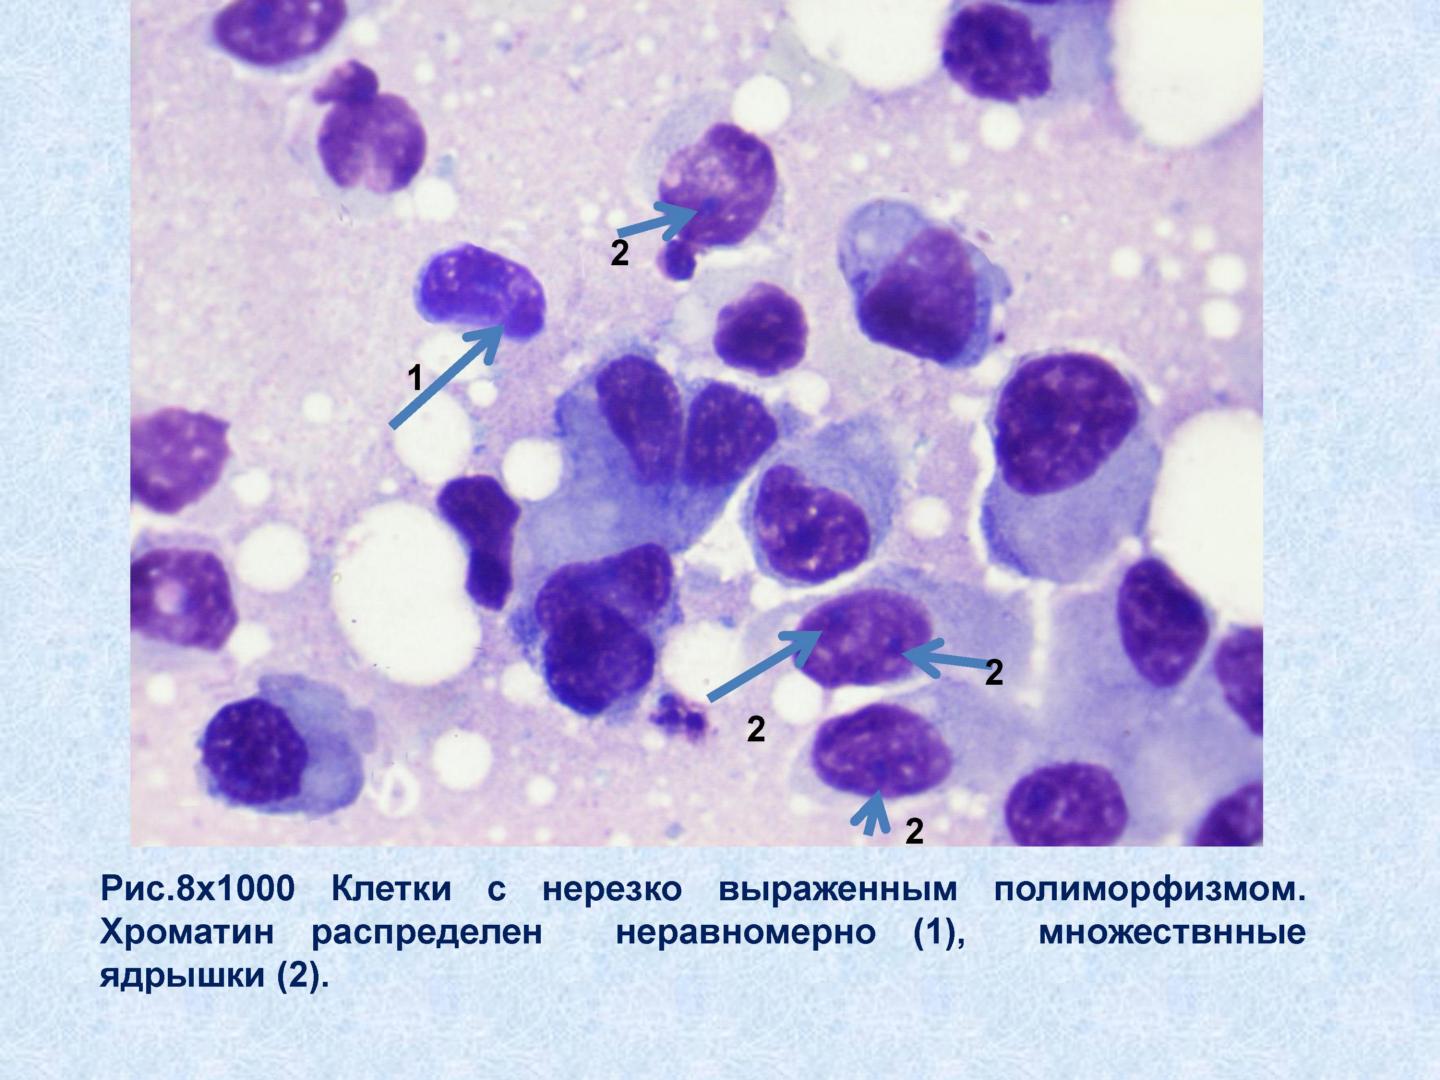 2
1
2
2
2
Рис.8х1000 Клетки с нерезко выраженным полиморфизмом.
Хроматин распределен неравномерно (1), множествнные
ядрышки (2).